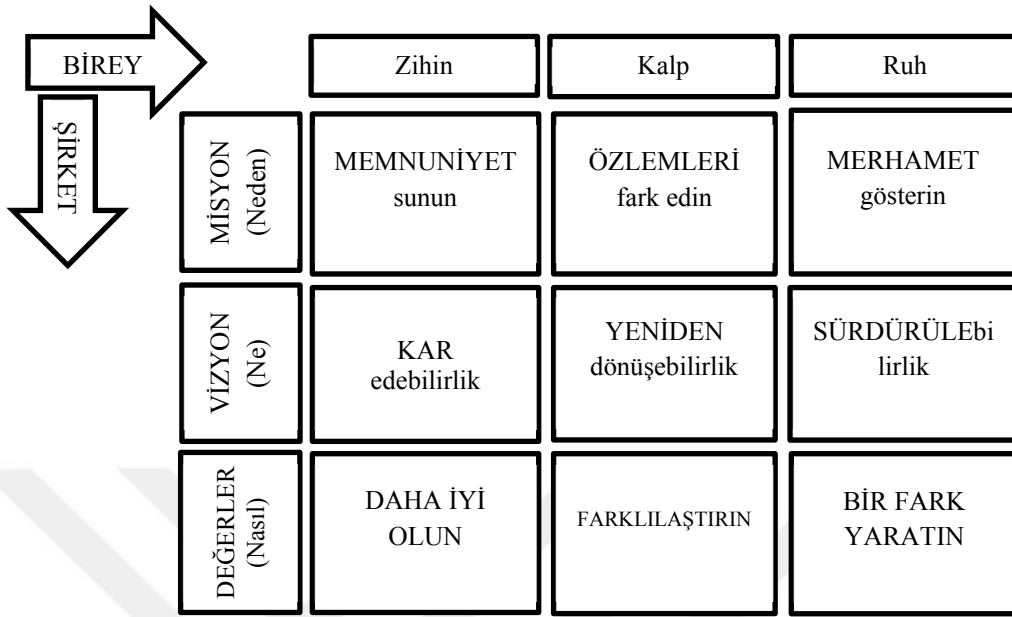 BİREY
Zihin
Kalp
Ruh
ŞİRKET
MİSYON
(Neden)
MEMNUNİYET
sunun
ÖZLEMLERİ
fark edin
MERHAMET
gösterin
VİZYON
(Ne)
KAR
edebilirlik
YENİDEN
dönüşebilirlik
SÜRDÜRÜLEbi
lirlik
DEĞERLER
(Nasıl)
DAHA İYİ
OLUN
FARKLILAŞTIRIN
BİR FARK
YARATIN